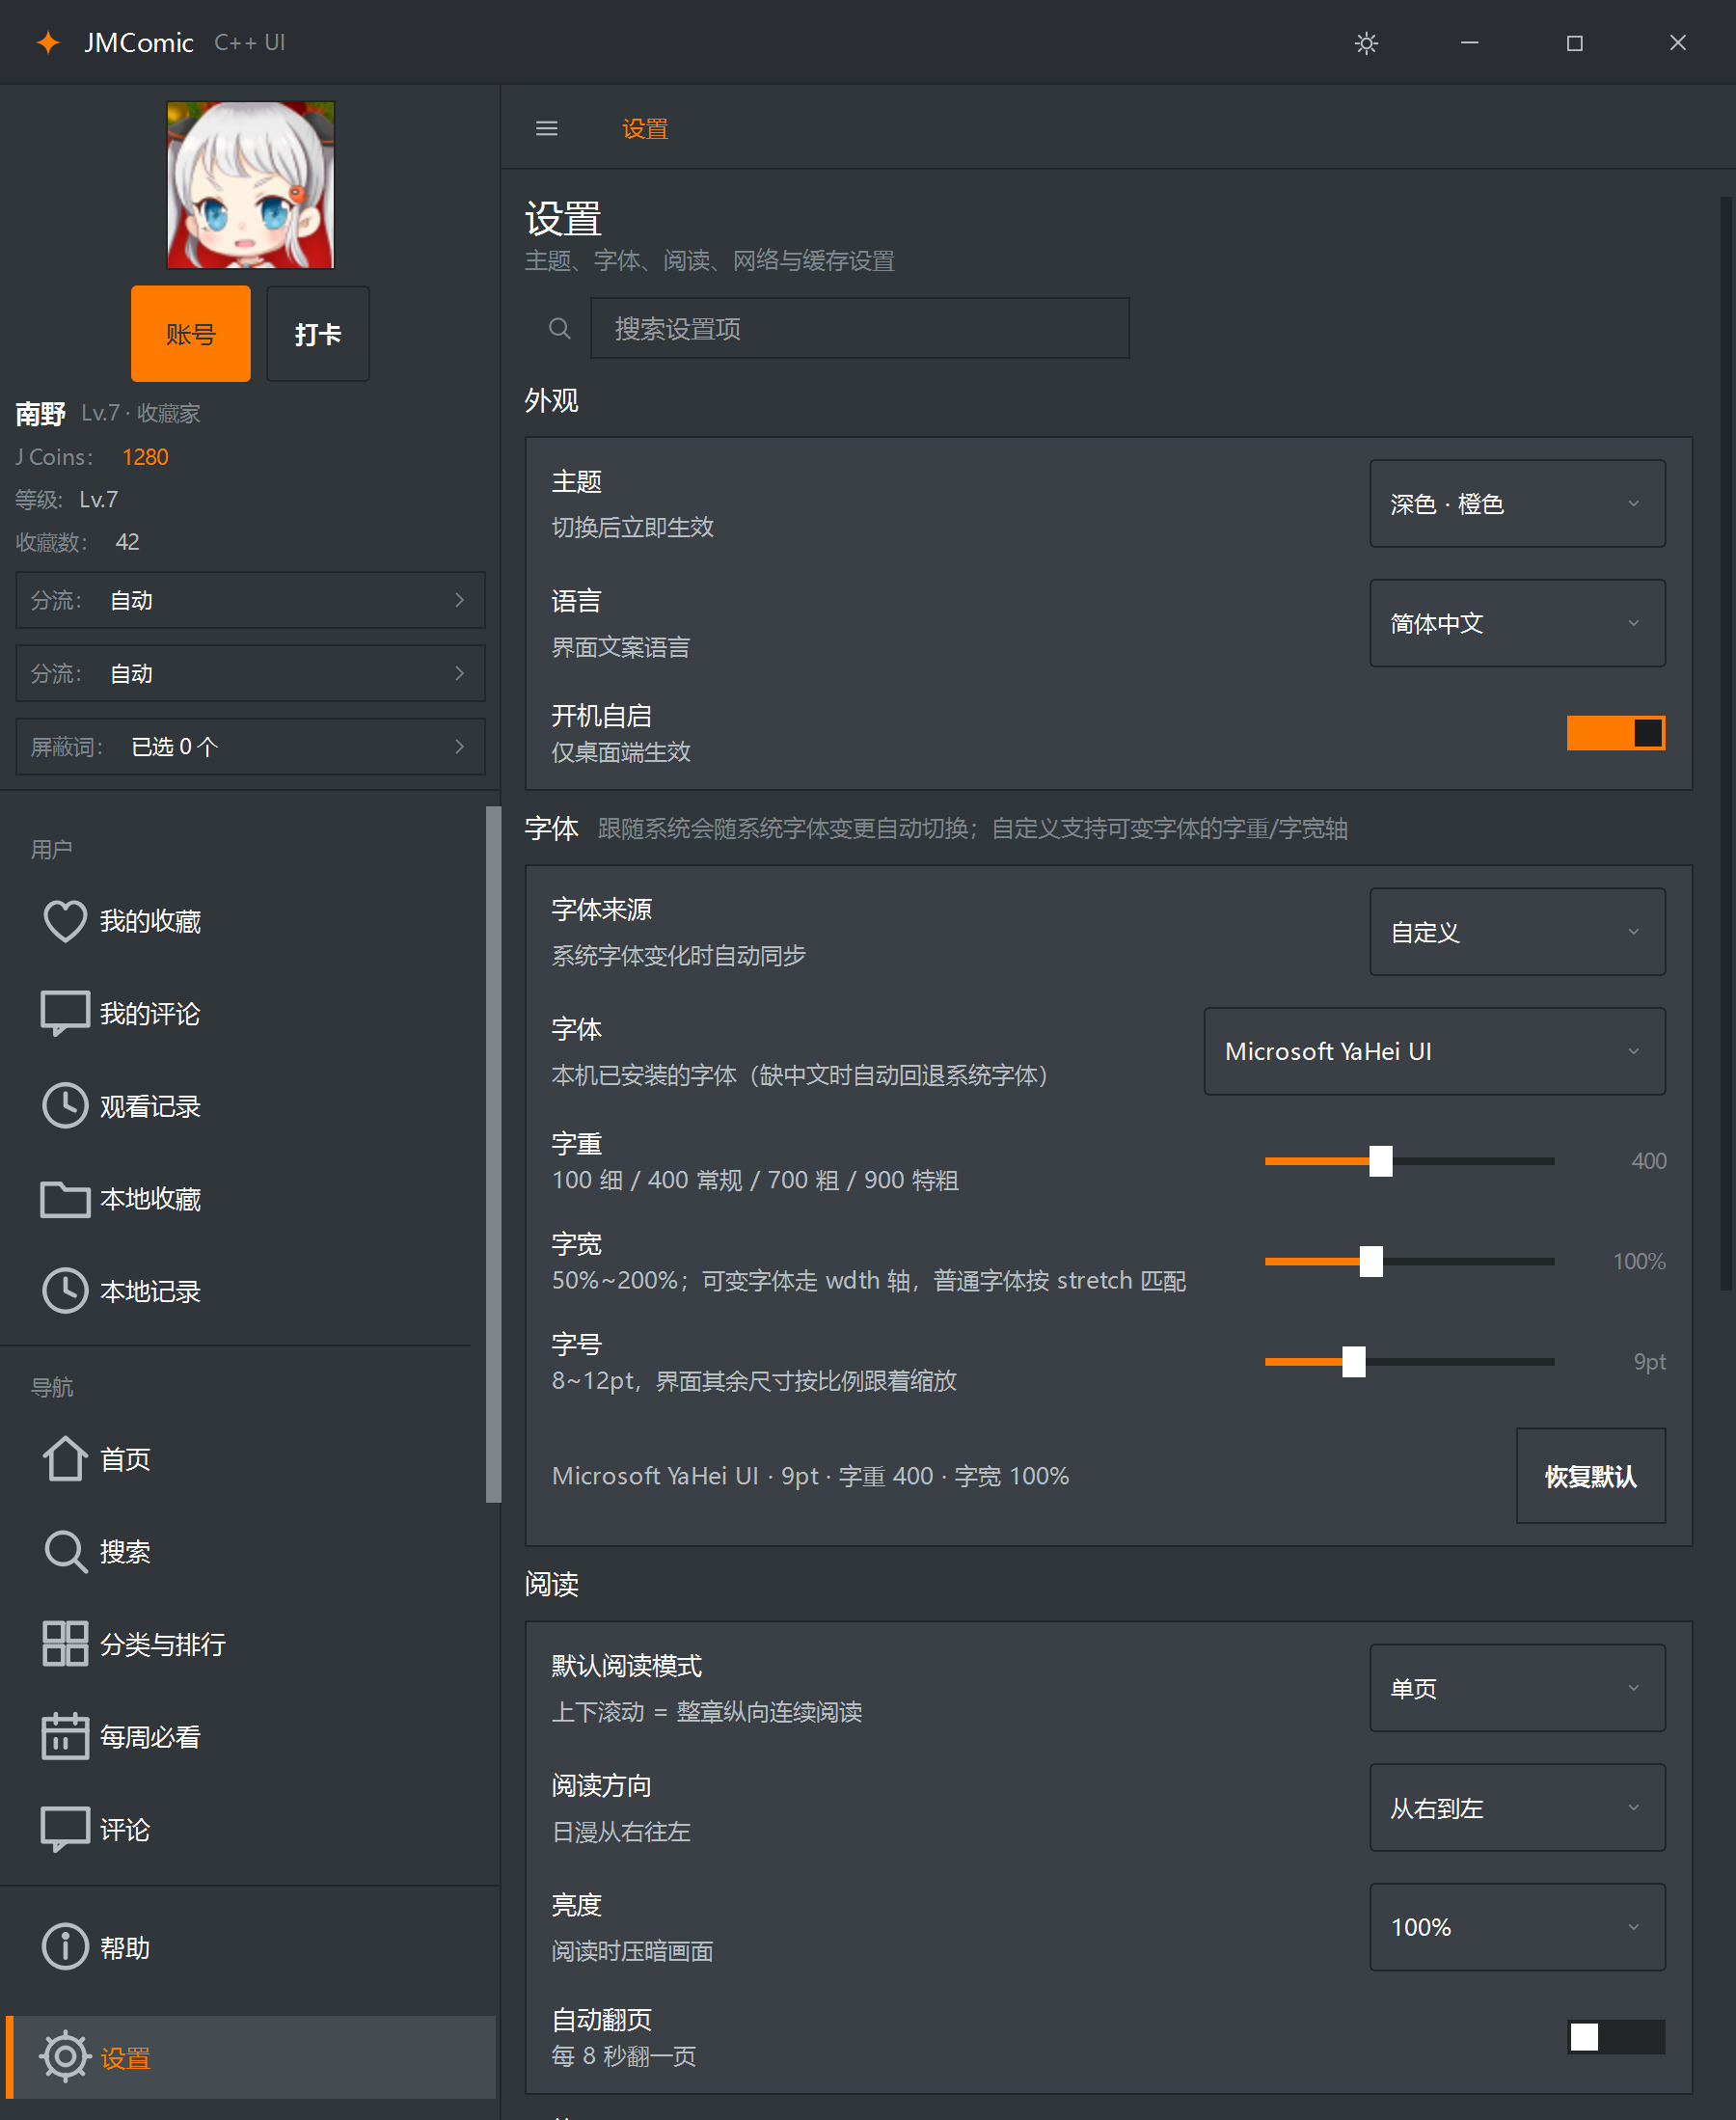 JMComic C++ UI
账号
打卡
南野 Lv.7 · 收藏家
J Coins: 1280
等级: Lv.7
收藏数: 42
分流: 自动
分流: 自动
屏蔽词: 已选 0 个
用户
我的收藏
我的评论
观看记录
本地收藏
本地记录
导航
首页
搜索
分类与排行
每周必看
评论
帮助
设置
设置
设置
主题、字体、阅读、网络与缓存设置
搜索设置项
外观
主题
切换后立即生效
深色 · 橙色
语言
界面文案语言
简体中文
开机自启
仅桌面端生效
字体 跟随系统会随系统字体变更自动切换；自定义支持可变字体的字重/字宽轴
字体来源
系统字体变化时自动同步
自定义
字体
本机已安装的字体（缺中文时自动回退系统字体）
Microsoft YaHei UI
字重
100 细 / 400 常规 / 700 粗 / 900 特粗
400
字宽
50%~200%；可变字体走 wdth 轴，普通字体按 stretch 匹配
100%
字号
8~12pt，界面其余尺寸按比例跟着缩放
9pt
Microsoft YaHei UI · 9pt · 字重 400 · 字宽 100%
恢复默认
阅读
默认阅读模式
上下滚动 = 整章纵向连续阅读
单页
阅读方向
日漫从右往左
从右到左
亮度
阅读时压暗画面
100%
自动翻页
每 8 秒翻一页